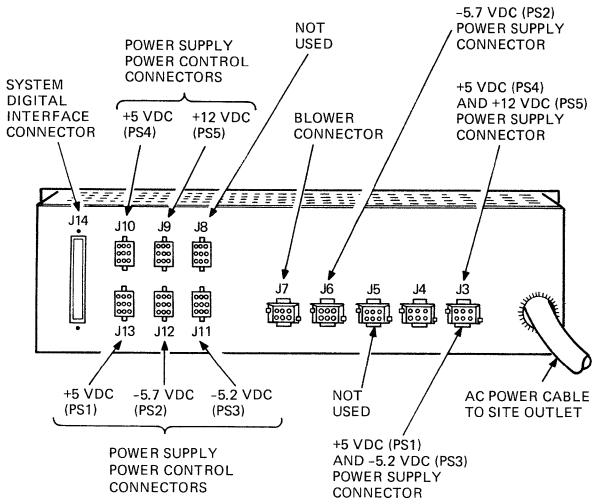 -5.7 VDC (PS2)
POWER SUPPLY
CONNECTOR
POWER SUPPLY
POWER CONTROL
CONNECTORS
NOT
USED
SYSTEM
DIGITAL
INTERFACE
CONNECTOR
+5 VDC
(PS4)
+12 VDC
(PS5)
BLOWER
CONNECTOR
+5 VDC (PS4)
AND +12 VDC (PS5)
POWER SUPPLY
CONNECTOR
J14
J10
J9
J8
J7
J6
J5
J4
J3
J13
J12
J11
+5 VDC
(PS1)
-5.7 VDC
(PS2)
-5.2 VDC
(PS3)
NOT
USED
AC POWER CABLE
TO SITE OUTLET
POWER SUPPLY
POWER CONTROL
CONNECTORS
+5 VDC (PS1)
AND -5.2 VDC (PS3)
POWER SUPPLY
CONNECTOR